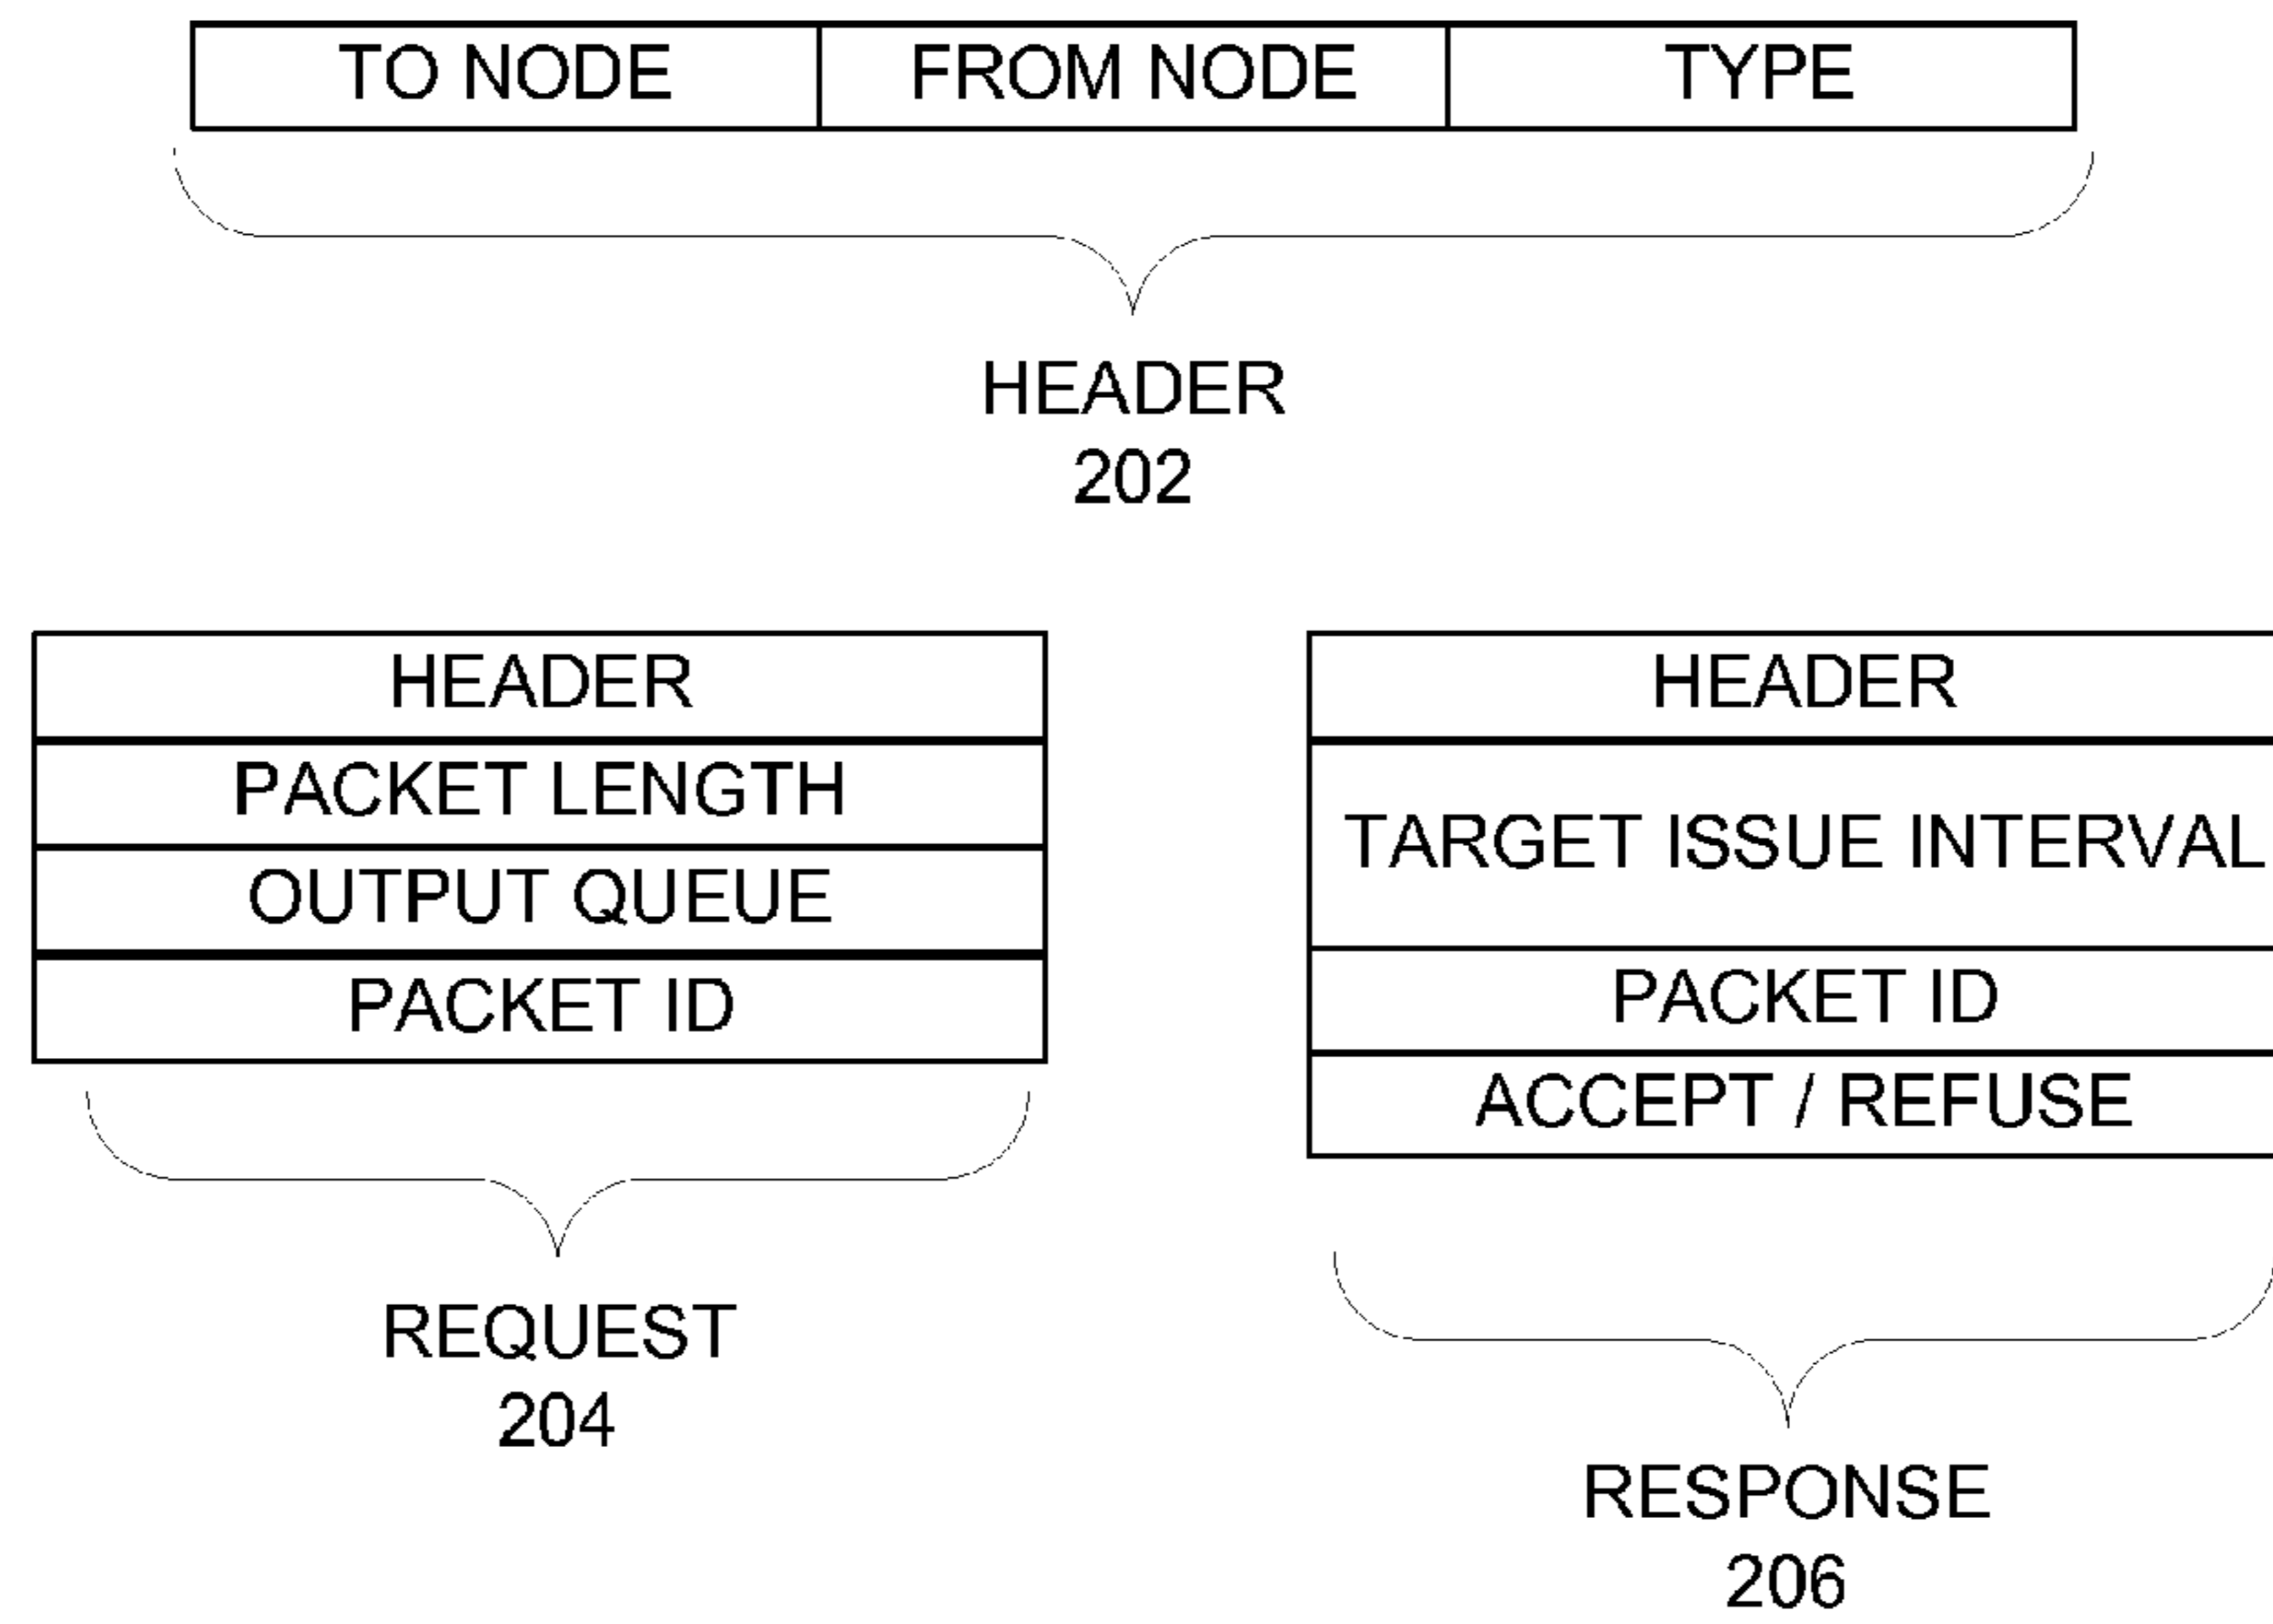 TO NODE FROM NODE TYPE
HEADER
202
HEADER
PACKET LENGTH
OUTPUT QUEUE
PACKET ID
REQUEST
204
HEADER
TARGET ISSUE INTERVAL
PACKET ID
ACCEPT / REFUSE
RESPONSE
206